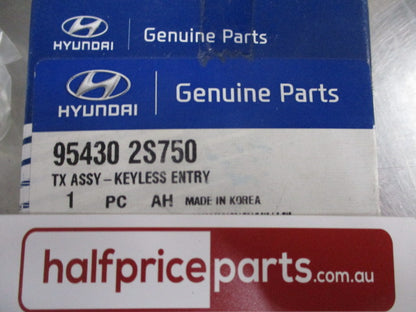 HYUNDAI Genuine Parts
HYUNDAI Genuine Parts
95430 2S750
TX ASSY-KEYLESS ENTRY
1 PC AH MADE IN KOREA
halfpriceparts.com.au